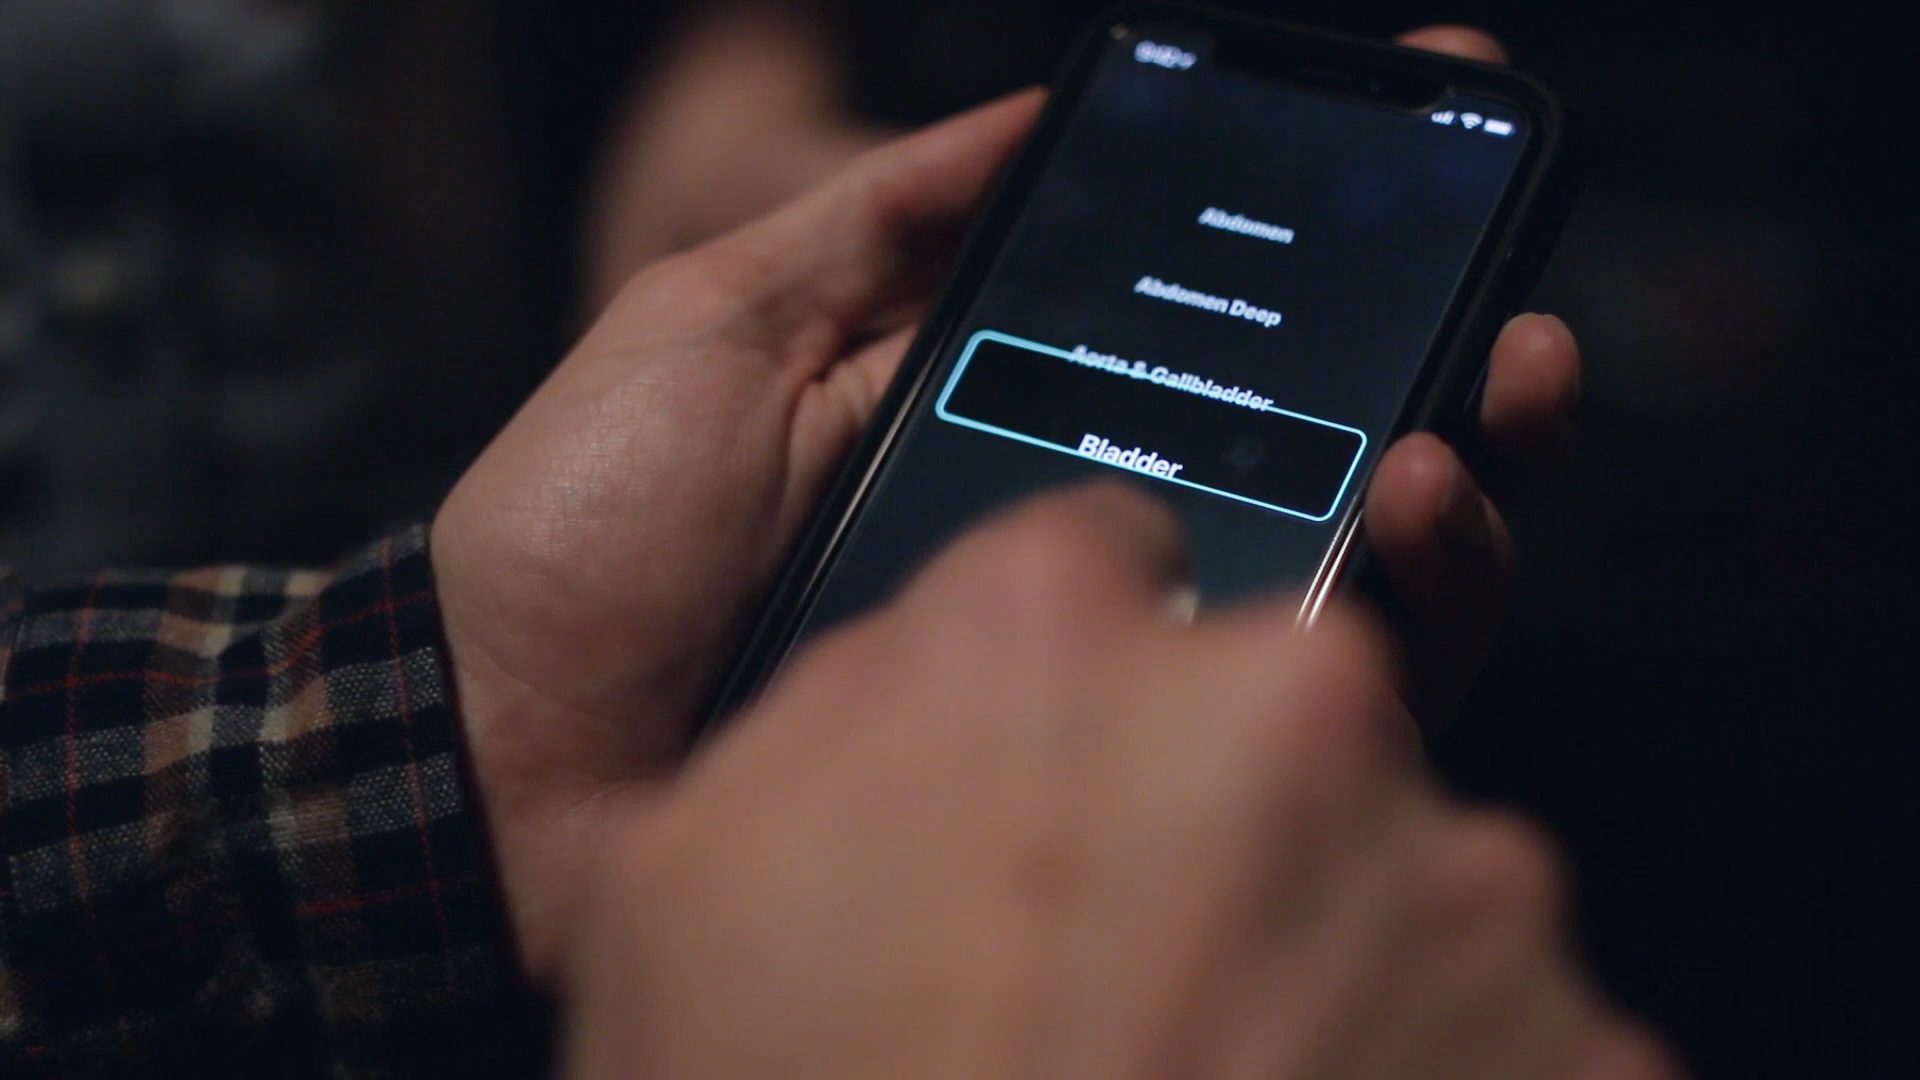 Abdomen
Abdomen Deep
Aorta & Gallbladder
Bladder